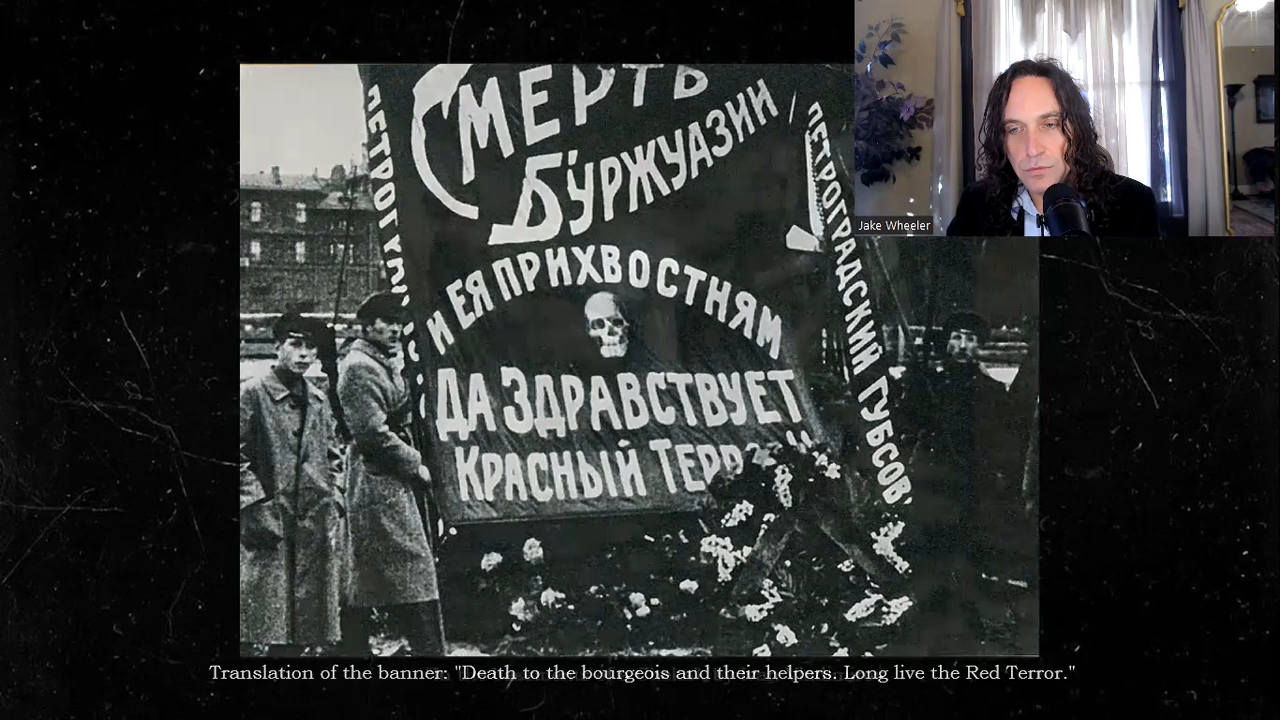 СМЕРТЬ
БУРЖУАЗИИ
И ЕЯ ПРИХВОСТНЯМ
ДА ЗДРАВСТВУЕТ
КРАСНЫЙ
ПЕТРОГРАДСКИЙ ГУБСОВ
Jake Wheeler
Translation of the banner: "Death to the bourgeois and their helpers. Long live the Red Terror."